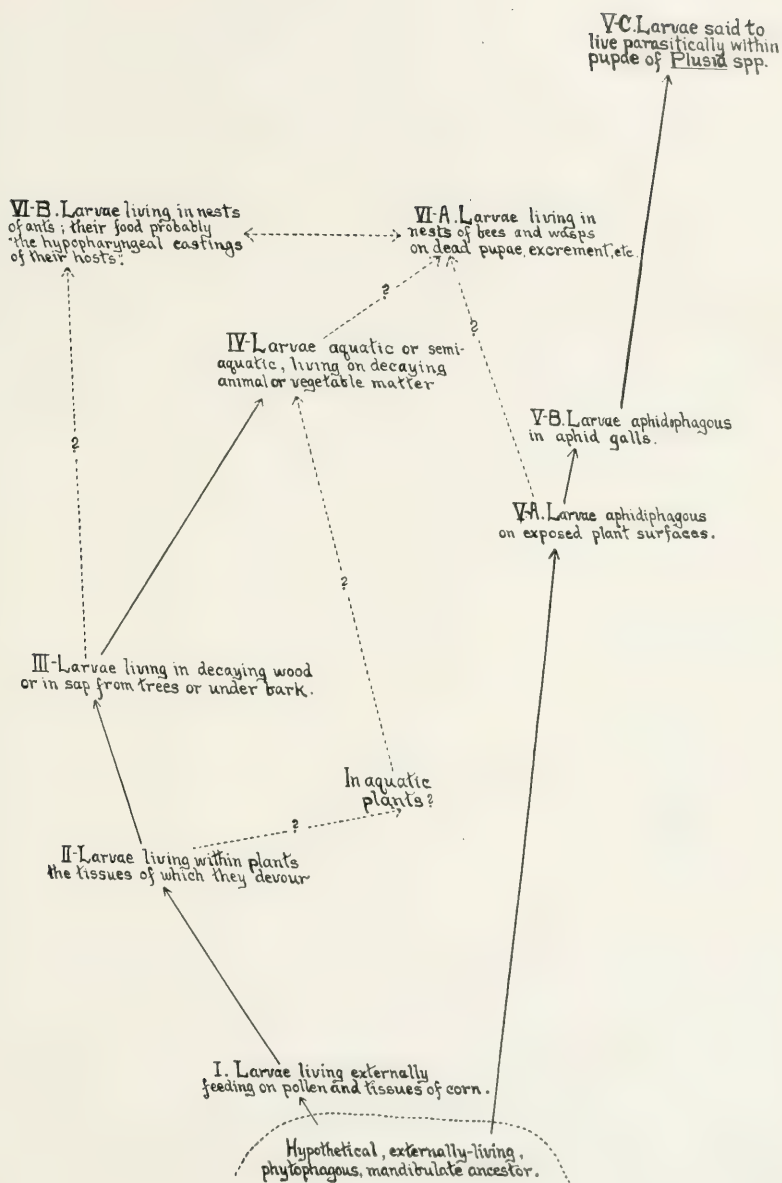 V-C. Larvae said to
live parasitically within
pupae of Plusia spp.
VI-B. Larvae living in nests
of ants; their food probably
"the hypopharyngeal castings
of their hosts".
VI-A. Larvae living in
nests of bees and wasps
on dead pupae, excrement, etc.
?
?
?
IV-Larvae aquatic or semi-
aquatic, living on decaying
animal or vegetable matter
V-B. Larvae aphidophagous
in aphid galls.
V-A. Larvae aphidiphagous
on exposed plant surfaces.
?
?
III-Larvae living in decaying wood
or in sap from trees or under bark.
In aquatic
plants?
?
II-Larvae living within plants
the tissues of which they devour
I. Larvae living externally
feeding on pollen and tissues of corn.
Hypothetical, externally-living,
phytophagous, mandibulate ancestor.